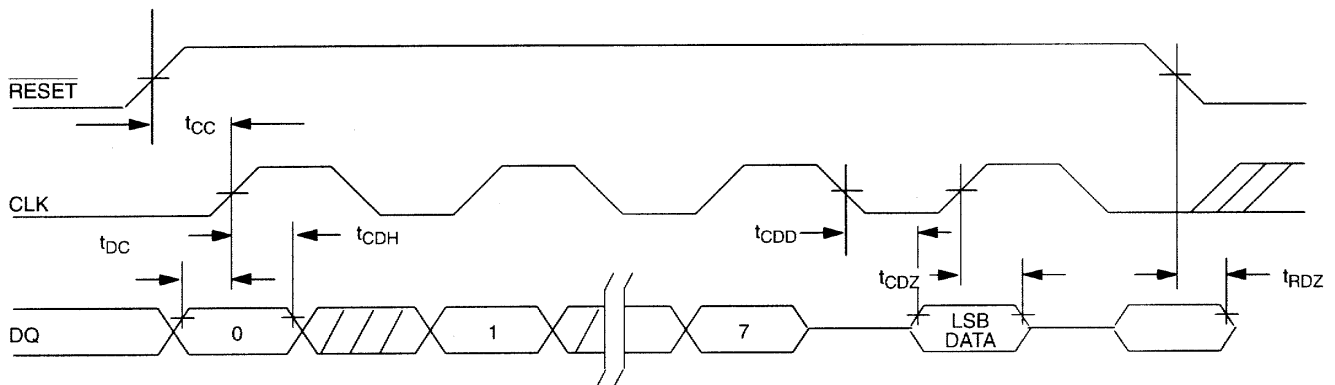 RESET
tCC
CLK
tDC
tCDH
tCDD
tCDZ
tRDZ
DQ
0
1
7
LSB
DATA